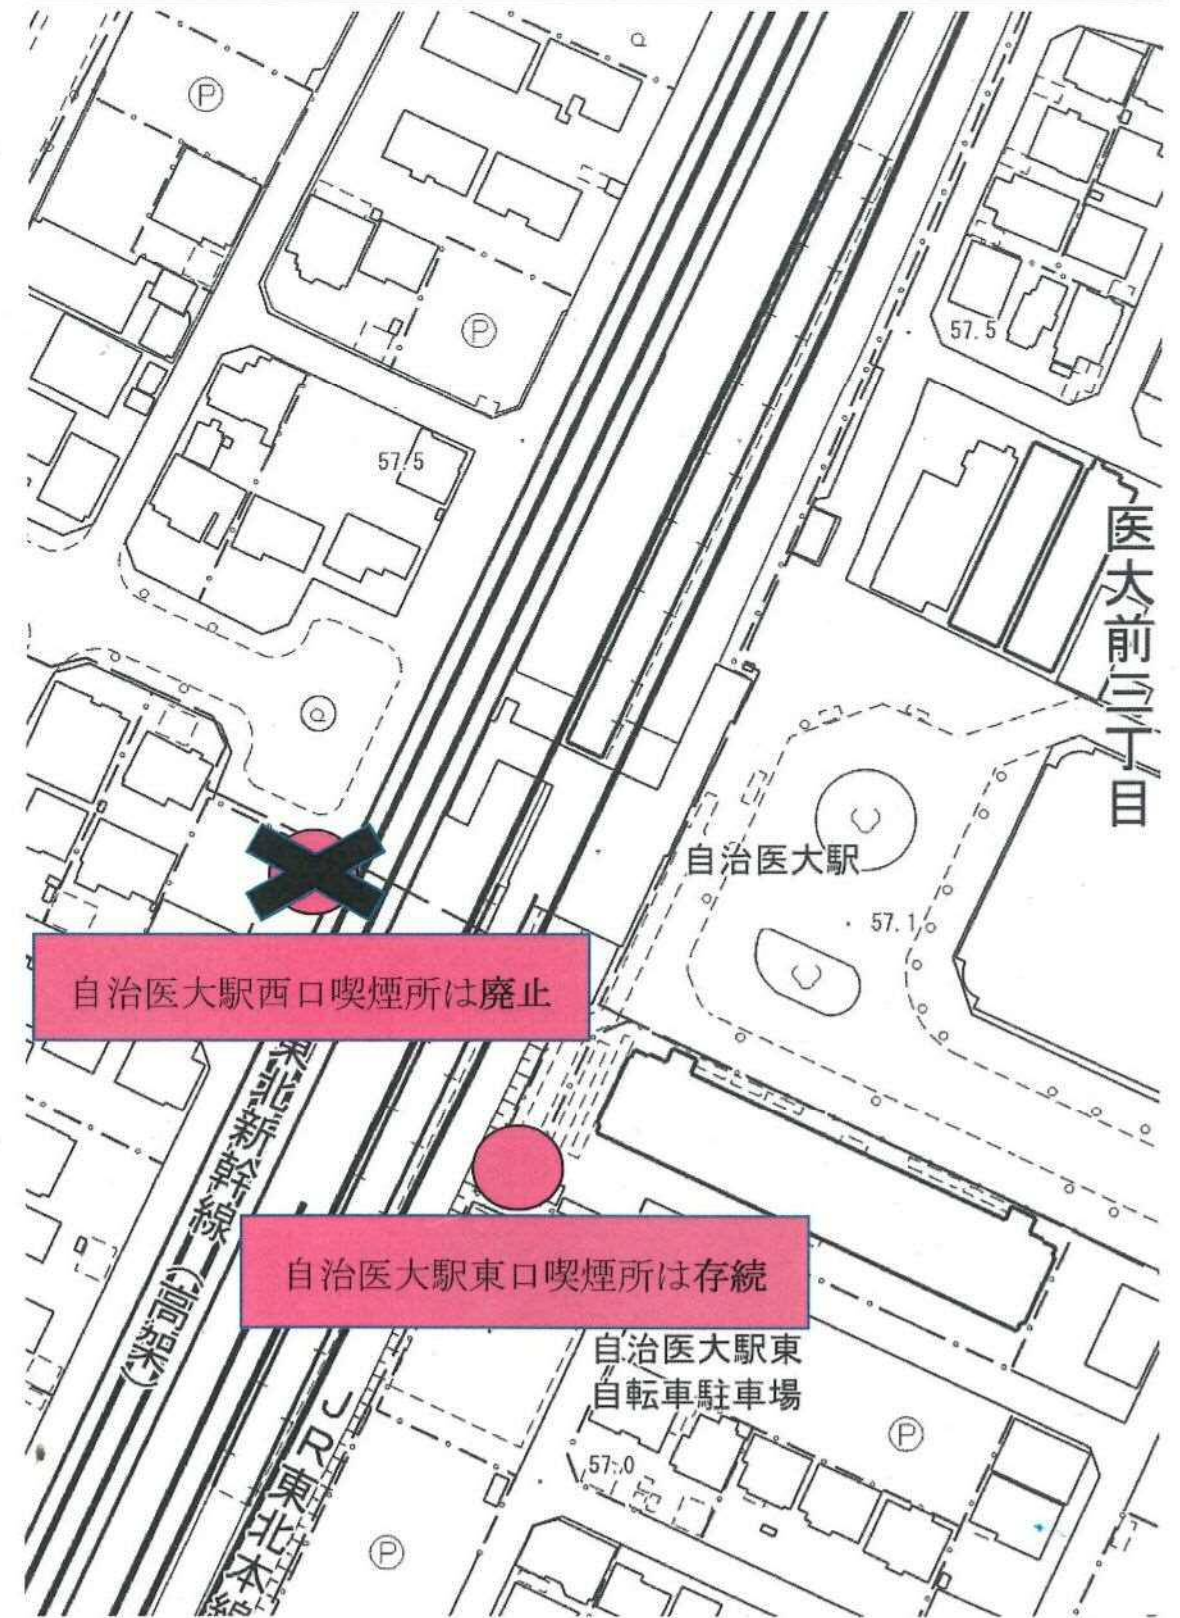 Ⓟ
Ⓟ
57.5
57.5
医大前三丁目
自治医大駅
57.1
自治医大駅西口喫煙所は廃止
東北新幹線(高架)
自治医大駅東口喫煙所は存続
自治医大駅東
自転車駐車場
JR東北本線
Ⓟ
57.0
Ⓟ